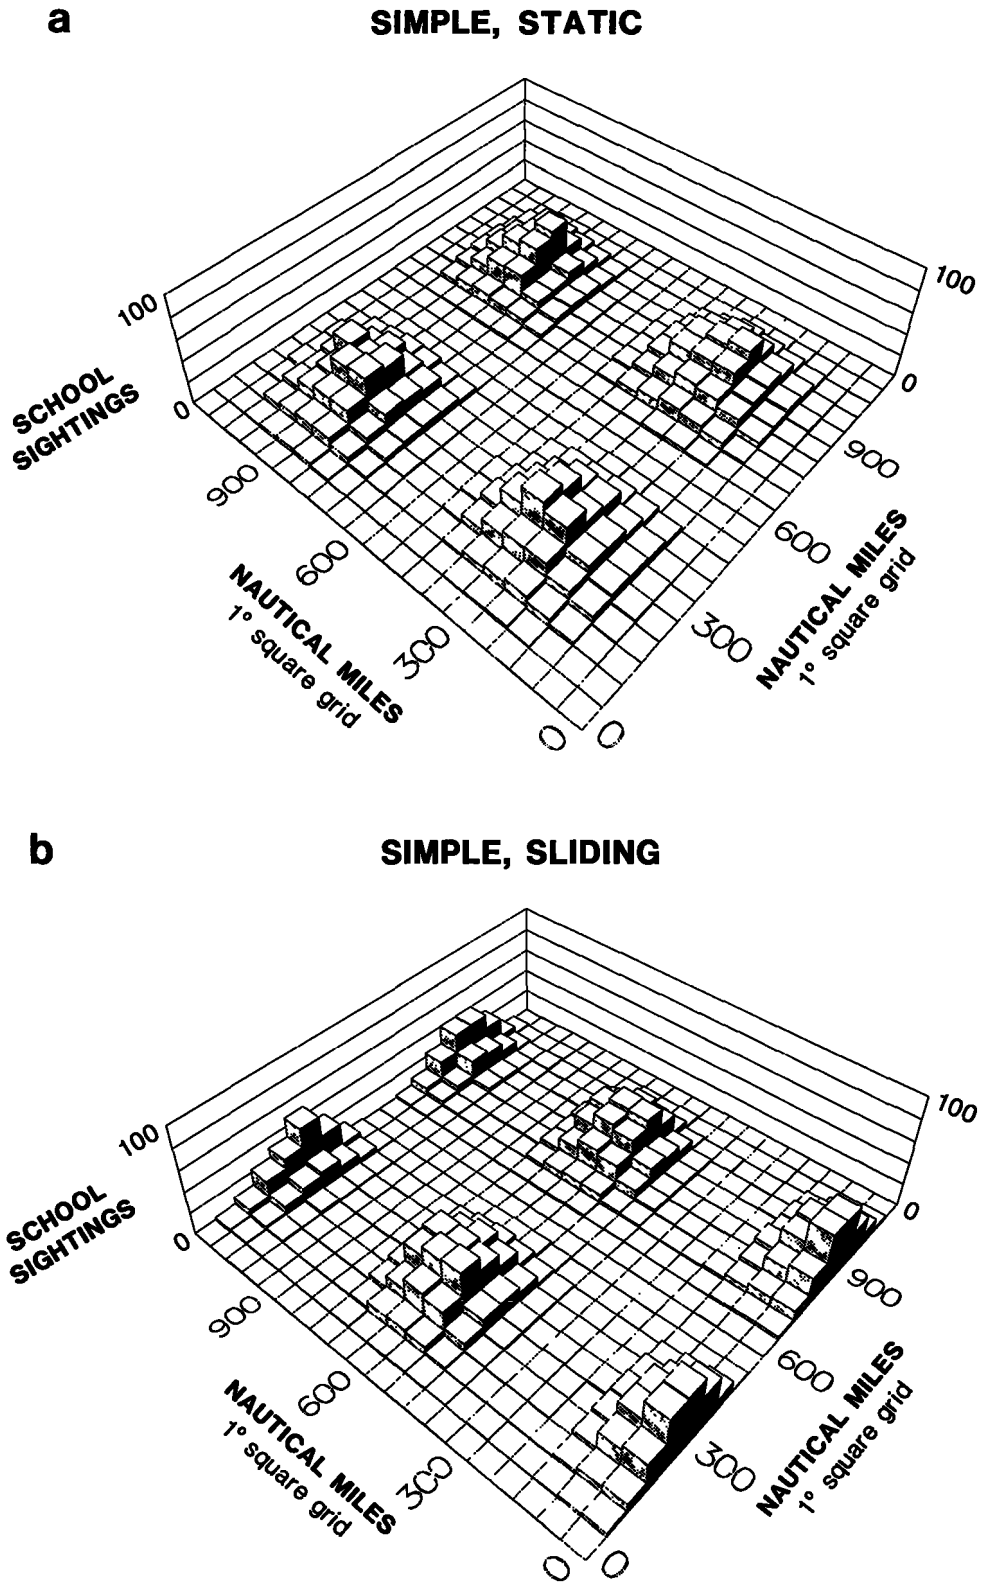 a
SIMPLE, STATIC
100
100
SCHOOL
SIGHTINGS
0
0
900
900
600
600
NAUTICAL MILES
1° square grid
NAUTICAL MILES
1° square grid
300
300
0
0
b
SIMPLE, SLIDING
100
100
SCHOOL
SIGHTINGS
0
0
900
900
600
600
NAUTICAL MILES
1° square grid
NAUTICAL MILES
1° square grid
300
300
0
0